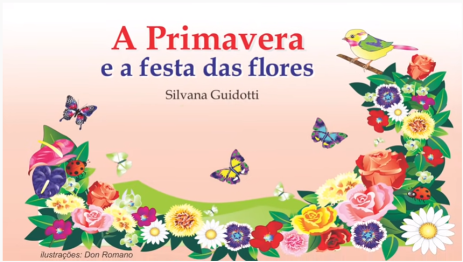 A Primavera
e a festa das flores
Silvana Guidotti
ilustrações: Don Romano